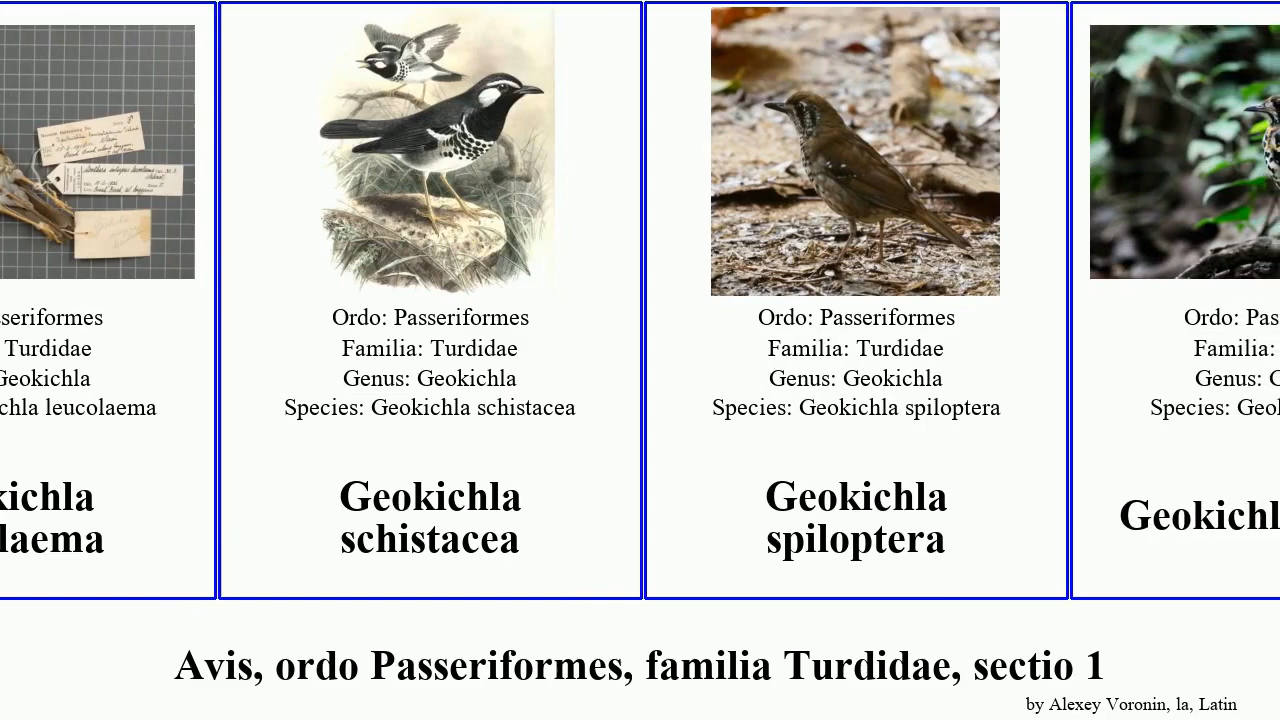 seriformes
Turdidae
Geokichla
chla leucolaema
kichla
laema
Ordo: Passeriformes
Familia: Turdidae
Genus: Geokichla
Species: Geokichla schistacea
Geokichla
schistacea
Ordo: Passeriformes
Familia: Turdidae
Genus: Geokichla
Species: Geokichla spiloptera
Geokichla
spiloptera
Ordo: Pas
Familia:
Genus: G
Species: Geol
Geokichl
Avis, ordo Passeriformes, familia Turdidae, sectio 1
by Alexey Voronin, la, Latin